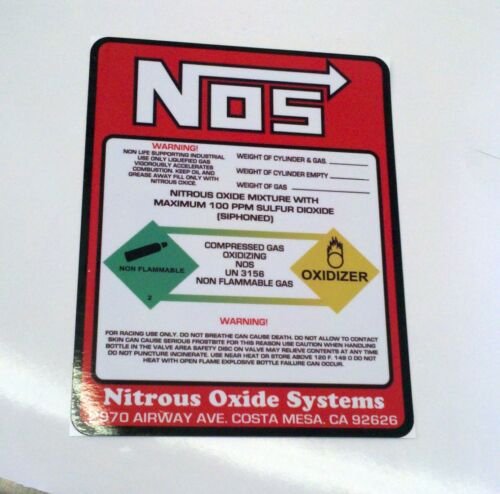 NOS
WARNING!
NON LIFE SUPPORTING INDUSTRIAL
USE ONLY LIQUEFIED GAS
VIGOROUSLY ACCELERATES
COMBUSTION. KEEP OIL AND
GREASE AWAY FILL ONLY WITH
NITROUS OXICE.
WEIGHT OF CYLINDER & GAS.
WEIGHT OF CYLINDER EMPTY
WEIGHT OF GAS
NITROUS OXIDE MIXTURE WITH
MAXIMUM 100 PPM SULFUR DIOXIDE
(SIPHONED)
NON FLAMMABLE
2
COMPRESSED GAS
OXIDIZING
NOS
UN 3156
NON FLAMMABLE GAS
OXIDIZER
WARNING!
FOR RACING USE ONLY. DO NOT BREATHE CAN CAUSE DEATH. DO NOT ALLOW TO CONTACT
SKIN CAN CAUSE SERIOUS FROSTBITE FOR THIS REASON USE CAUTION WHEN HANDLING
BOTTLE IN THE VALVE AREA SAFETY DISC ON VALVE MAY RELIEVE CONTENTS AT ANY TIME
DO NOT PUNCTURE INCINERATE. USE NEAR HEAT OR STORE ABOVE 120 F. 149 0 DO NOT
HEAT WITH OPEN FLAME EXPLOSIVE BOTTLE FAILURE CAN OCCUR.
Nitrous Oxide Systems
2970 AIRWAY AVE. COSTA MESA. CA 92626